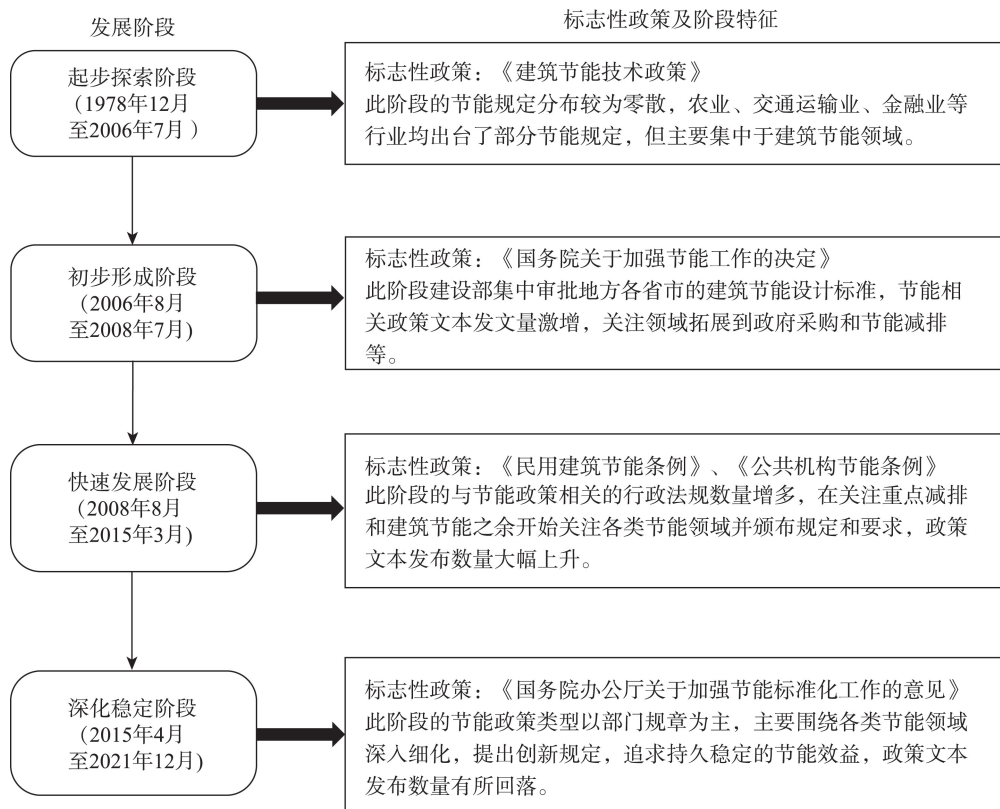 发展阶段
标志性政策及阶段特征
起步探索阶段
(1978年12月
至2006年7月)
标志性政策：《建筑节能技术政策》
此阶段的节能规定分布较为零散，农业、交通运输业、金融业等
行业均出台了部分节能规定，但主要集中于建筑节能领域。
初步形成阶段
(2006年8月
至2008年7月)
标志性政策：《国务院关于加强节能工作的决定》
此阶段建设部集中审批地方各省市的建筑节能设计标准，节能相
关政策文本发文量激增，关注领域拓展到政府采购和节能减排
等。
快速发展阶段
(2008年8月
至2015年3月)
标志性政策：《民用建筑节能条例》、《公共机构节能条例》
此阶段的与节能政策相关的行政法规数量增多，在关注重点减排
和建筑节能之余开始关注各类节能领域并颁布规定和要求，政策
文本发布数量大幅上升。
深化稳定阶段
(2015年4月
至2021年12月)
标志性政策：《国务院办公厅关于加强节能标准化工作的意见》
此阶段的节能政策类型以部门规章为主，主要围绕各类节能领域
深入细化，提出创新规定，追求持久稳定的节能效益，政策文本
发布数量有所回落。